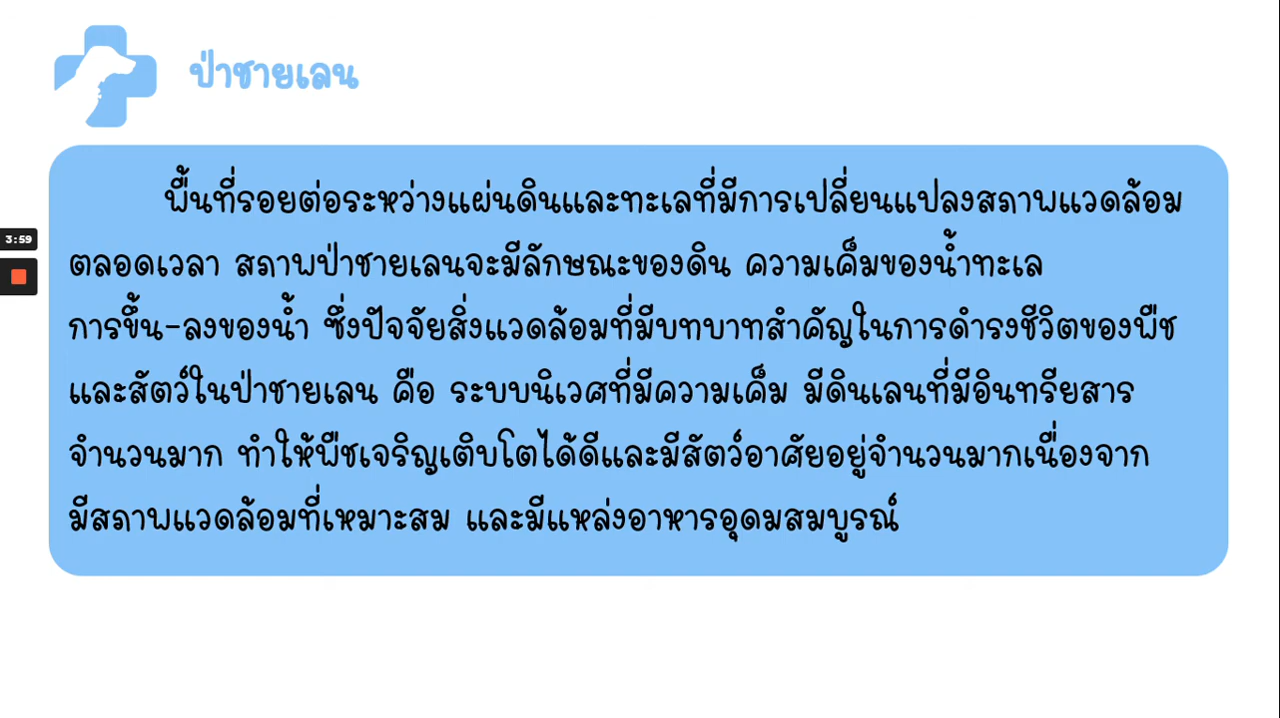 ป่าชายเลน
พื้นที่รอยต่อระหว่างแผ่นดินและทะเลที่มีการเปลี่ยนแปลงสภาพแวดล้อม
ตลอดเวลา สภาพป่าชายเลนจะมีลักษณะของดิน ความเค็มของน้ำทะเล
3:59
การขึ้น-ลงของน้ำ ซึ่งปัจจัยสิ่งแวดล้อมที่มีบทบาทสำคัญในการดำรงชีวิตของพืช
และสัตว์ในป่าชายเลน คือ ระบบนิเวศที่มีความเค็ม มีดินเลนที่มีอินทรียสาร
จำนวนมาก ทำให้พืชเจริญเติบโตได้ดีและมีสัตว์อาศัยอยู่จำนวนมากเนื่องจาก
มีสภาพแวดล้อมที่เหมาะสม และมีแหล่งอาหารอุดมสมบูรณ์